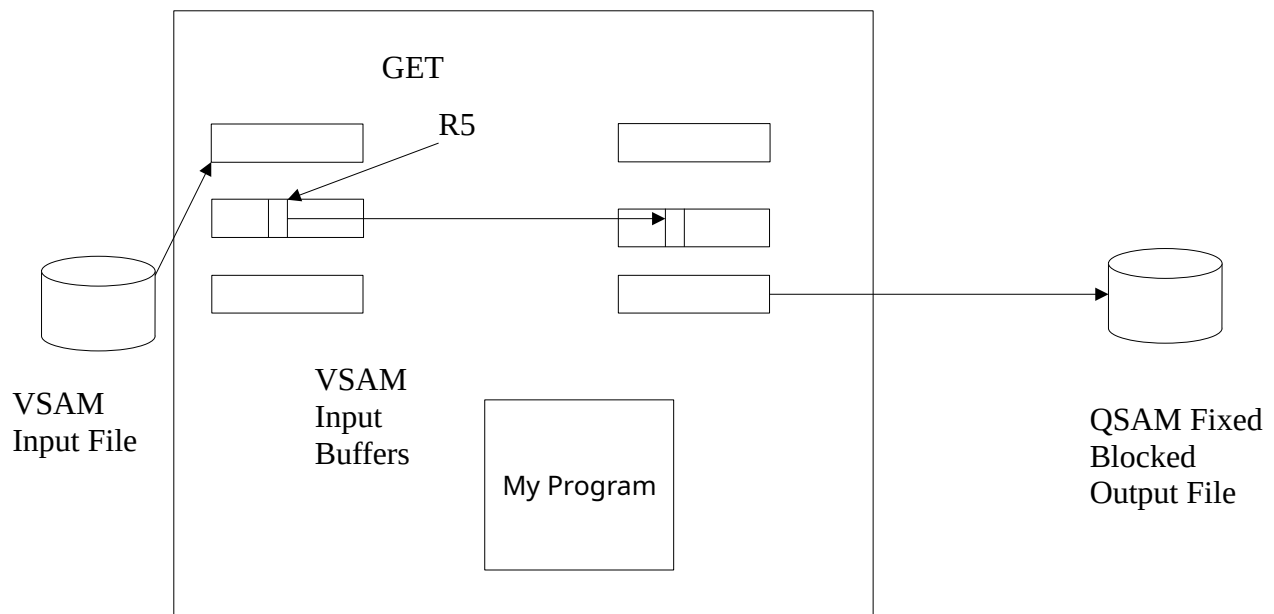 GET
R5
VSAM
Input File
VSAM
Input
Buffers
My Program
QSAM Fixed
Blocked
Output File